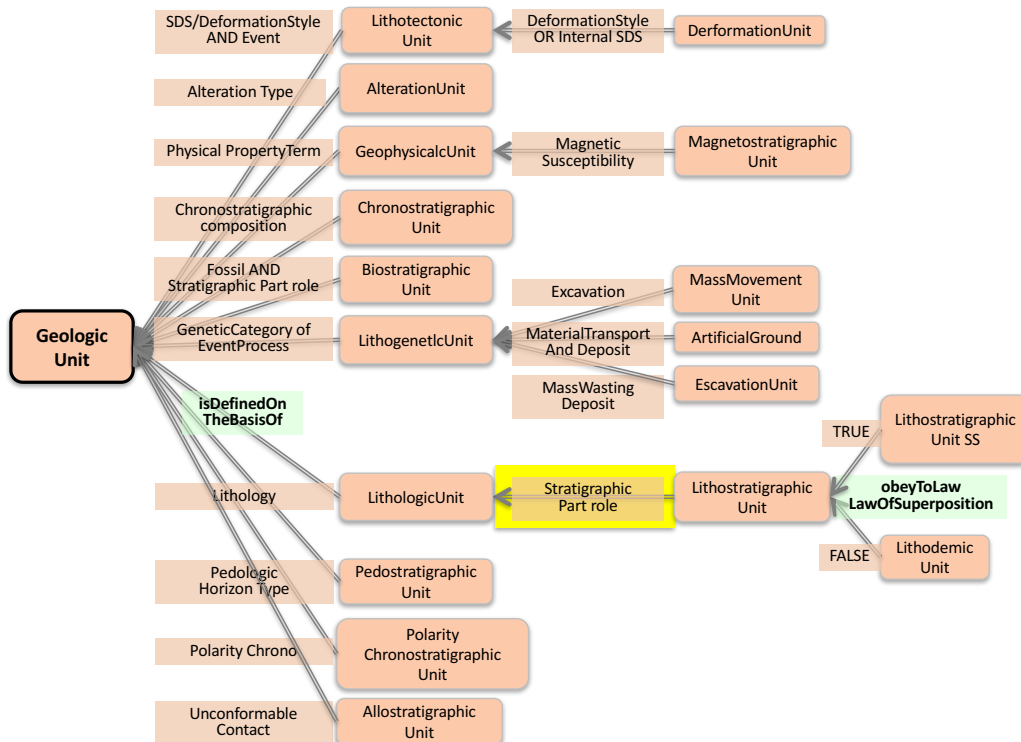 SDS/DeformationStyle
AND Event
Lithotectonic
Unit
DeformationStyle
OR Internal SDS
DerformationUnit
Alteration Type
AlterationUnit
Physical PropertyTerm
GeophysicalcUnit
Magnetic
Susceptibility
Magnetostratigraphic
Unit
Chronostratigraphic
composition
Chronostratigraphic
Unit
Fossil AND
Stratigraphic Part role
Biostratigraphic
Unit
Excavation
MassMovement
Unit
Geologic
Unit
GeneticCategory of
EventProcess
LithogenetIcUnit
MaterialTransport
And Deposit
ArtificialGround
MassWasting
Deposit
EscavationUnit
isDefinedOn
TheBasisOf
TRUE
Lithostratigraphic
Unit SS
Lithology
LithologicUnit
Stratigraphic
Part role
Lithostratigraphic
Unit
obeyToLaw
LawOfSuperposition
FALSE
Lithodemic
Unit
Pedologic
Horizon Type
Pedostratigraphic
Unit
Polarity Chrono
Polarity
Chronostratigraphic
Unit
Unconformable
Contact
Allostratigraphic
Unit